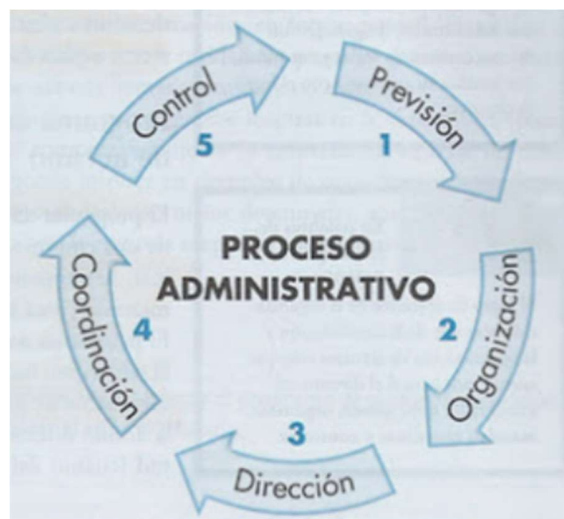 PROCESO
ADMINISTRATIVO
Previsión
1
Organización
2
3
Dirección
Coordinación
4
Control
5